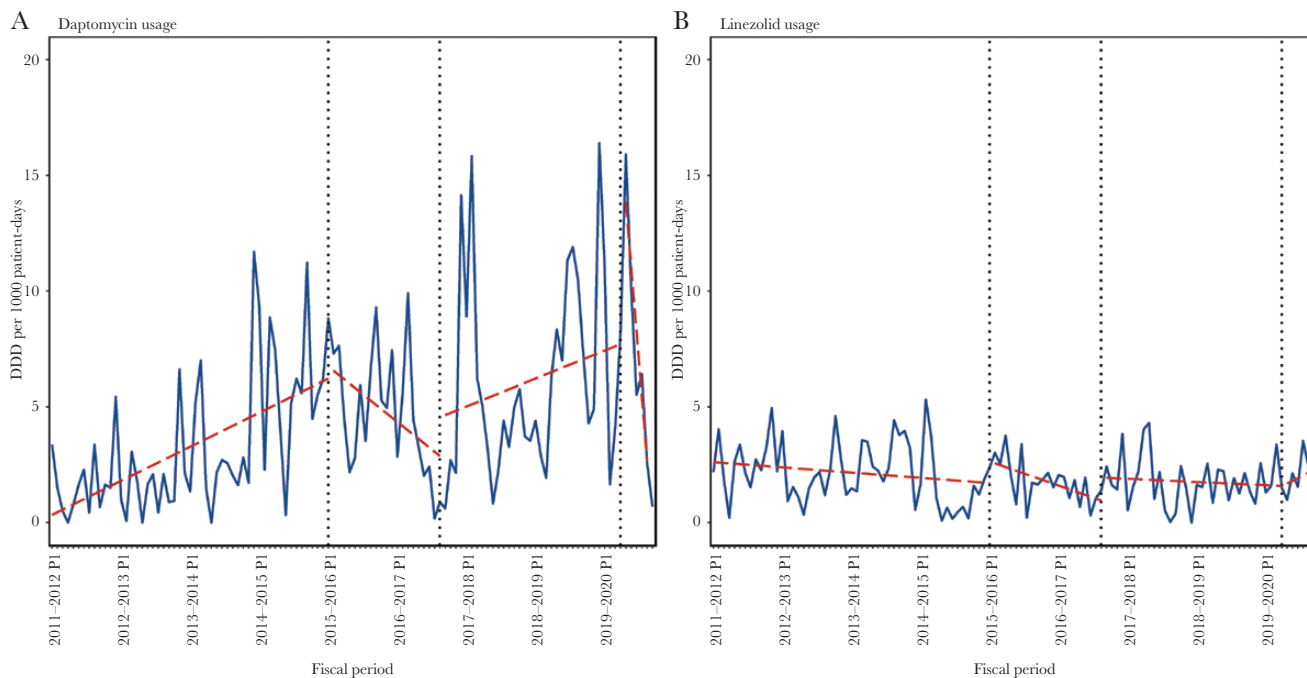 A
Daptomycin usage
DDD per 1000 patient-days
20
15
10
5
0
2011–2012 P1
2012–2013 P1
2013–2014 P1
2014–2015 P1
2015–2016 P1
2016–2017 P1
2017–2018 P1
2018–2019 P1
2019–2020 P1
Fiscal period
B
Linezolid usage
DDD per 1000 patient-days
20
15
10
5
0
2011–2012 P1
2012–2013 P1
2013–2014 P1
2014–2015 P1
2015–2016 P1
2016–2017 P1
2017–2018 P1
2018–2019 P1
2019–2020 P1
Fiscal period